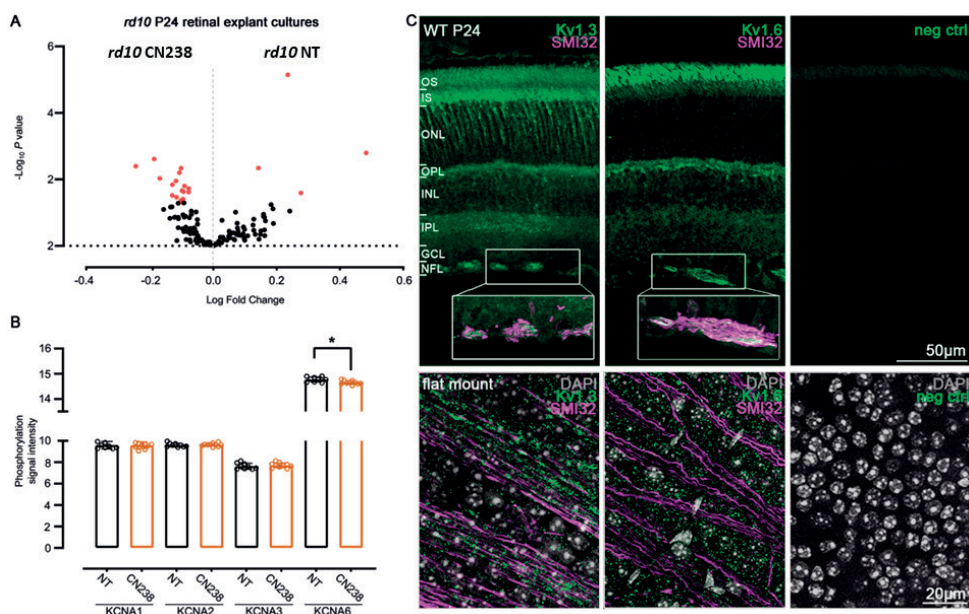 A
rd10 P24 retinal explant cultures
rd10 CN238
rd10 NT
-Log10 P value
6
4
2
2
-0.4
-0.2
0.0
0.2
0.4
0.6
Log Fold Change
B
Phosphorylation
signal intensity
16
15
14
10
8
6
4
2
0
NT
CN238
NT
CN238
NT
CN238
NT
CN238
*
KCNA1
KCNA2
KCNA3
KCNA6
C
WT P24
Kv1.3
SMI32
OS
IS
ONL
OPL
INL
IPL
GCL
NFL
Kv1.6
SMI32
neg ctrl
50µm
flat mount
DAPI
Kv1.3
SMI32
DAPI
Kv1.6
SMI32
DAPI
neg ctrl
20µm